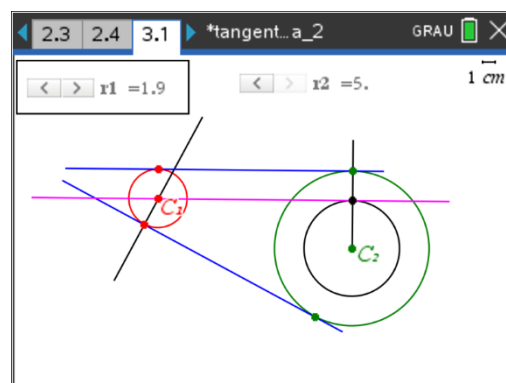 2.3 2.4 3.1 *tangent...a_2 GRAU
r1 =1.9 r2 =5. 1 cm
C₁
C₂